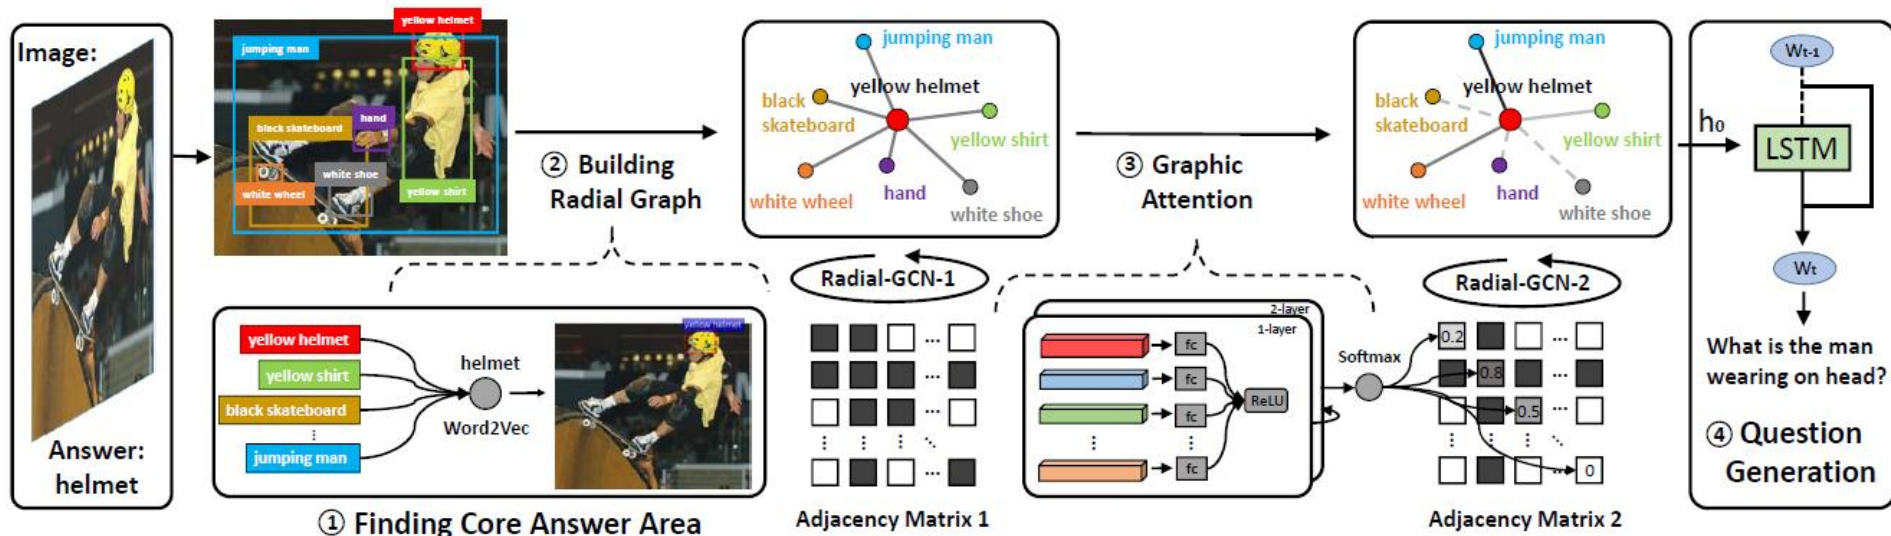 Image:
Answer:
helmet
yellow helmet
jumping man
hand
black skateboard
white shoe
white wheel
yellow shirt
② Building
Radial Graph
yellow helmet
yellow shirt
black skateboard
⋮
jumping man
helmet
Word2Vec
yellow helmet
① Finding Core Answer Area
jumping man
yellow helmet
black
skateboard
yellow shirt
white wheel
hand
white shoe
Radial-GCN-1
... 
...
...
⋮ ⋮ ⋮ ⋱
...
Adjacency Matrix 1
③ Graphic
Attention
2-layer
1-layer
fc
fc
fc
⋮ ⋮
fc
ReLU
Softmax
jumping man
yellow helmet
black
skateboard
yellow shirt
white wheel
hand
white shoe
Radial-GCN-2
0.2 ...
0.8 ...
0.5 ...
⋮ ⋮ ⋮ ⋱
... 0
Adjacency Matrix 2
h₀
Wt-1
LSTM
Wt
What is the man
wearing on head?
④ Question
Generation